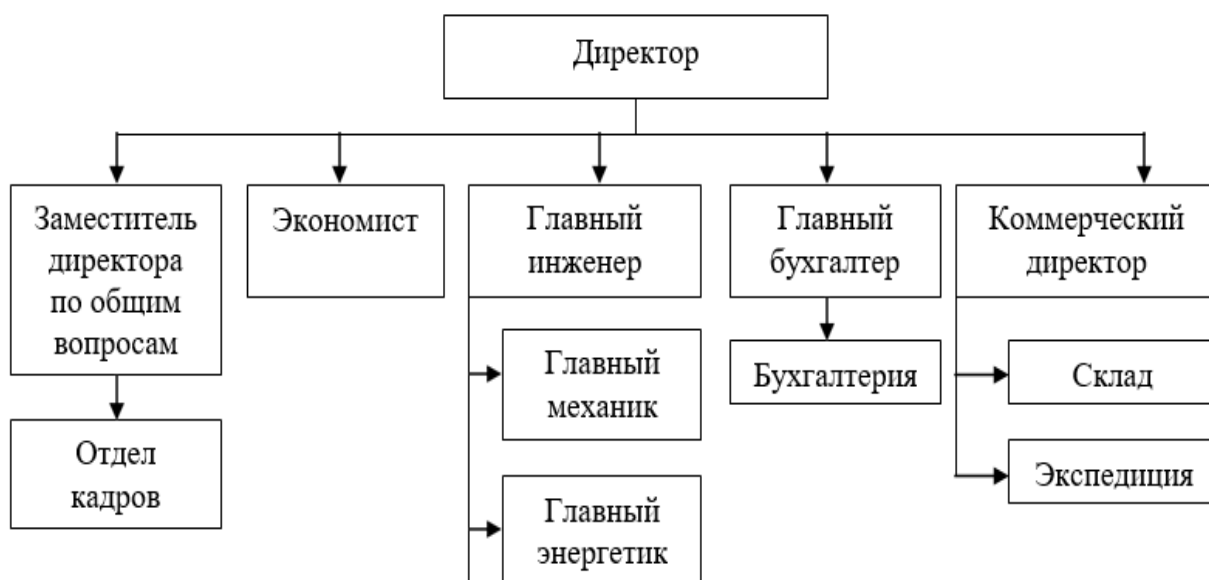 Директор
Заместитель
директора
по общим
вопросам
Экономист
Главный
инженер
Главный
бухгалтер
Коммерческий
директор
Отдел
кадров
Главный
механик
Главный
энергетик
Бухгалтерия
Склад
Экспедиция